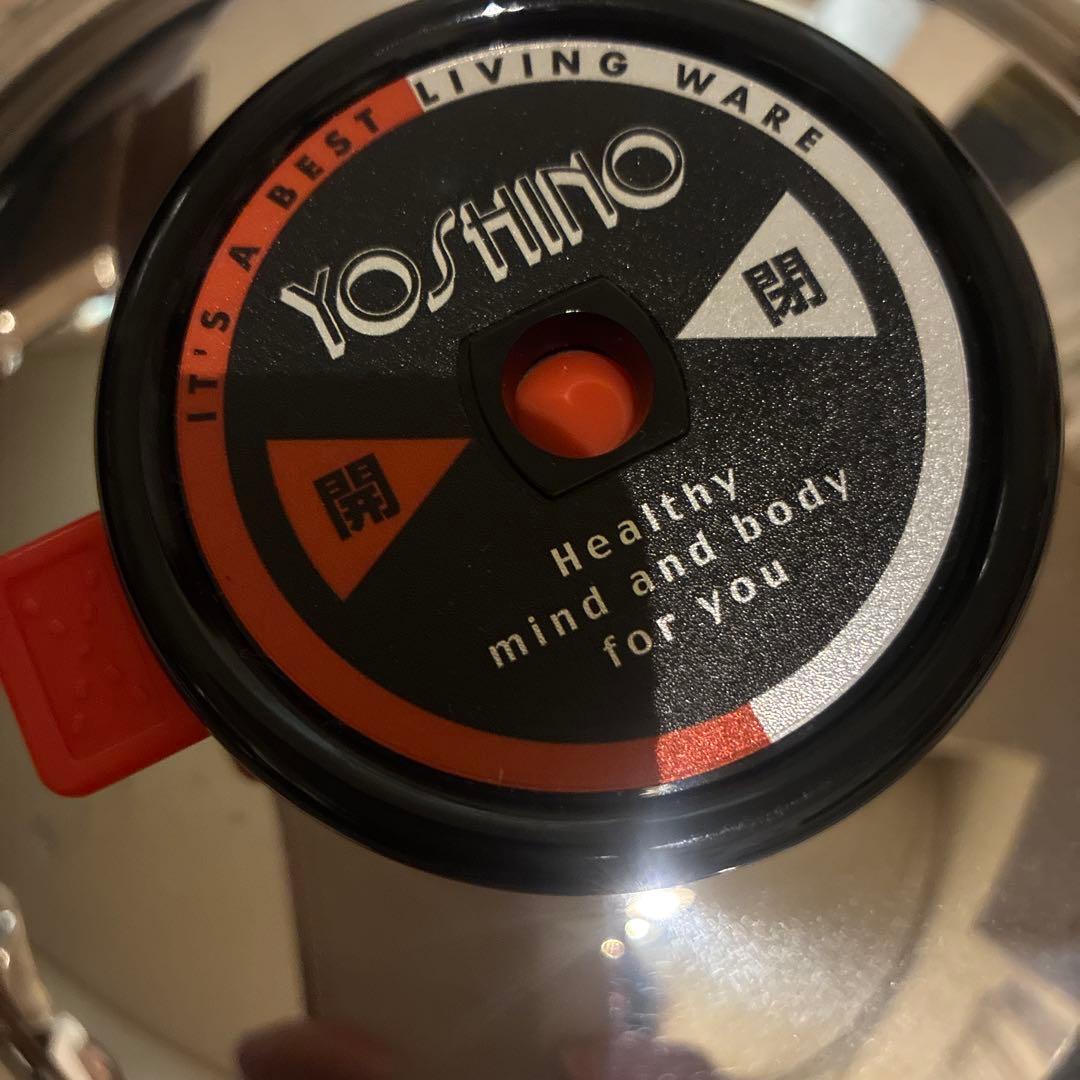 IT'S A BEST LIVING WARE
YOSHINO
閉
開
Healthy
mind and body
for you